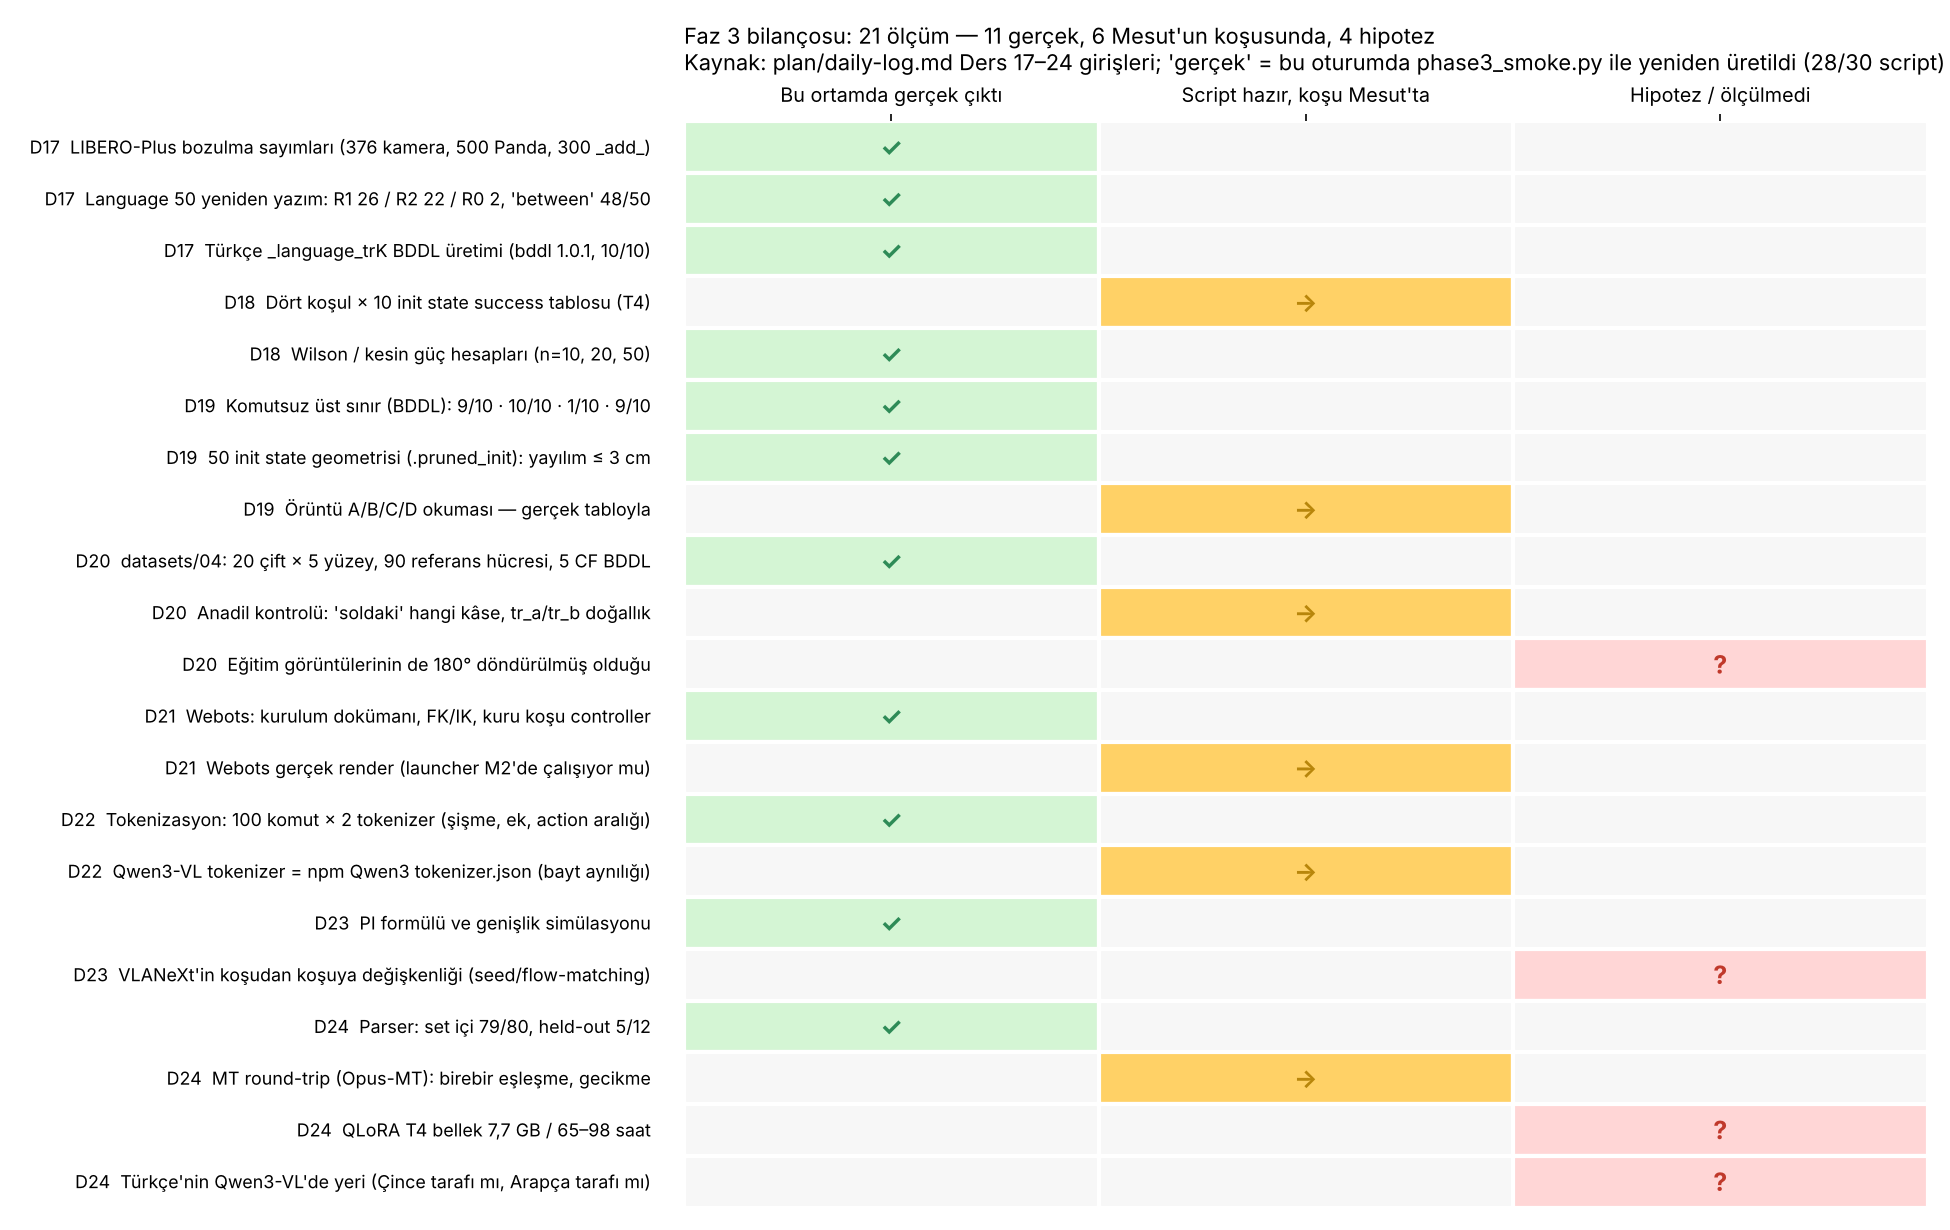 Faz 3 bilançosu: 21 ölçüm — 11 gerçek, 6 Mesut'un koşusunda, 4 hipotez
Kaynak: plan/daily-log.md Ders 17–24 girişleri; 'gerçek' = bu oturumda phase3_smoke.py ile yeniden üretildi (28/30 script)
Bu ortamda gerçek çıktı
Script hazır, koşu Mesut'ta
Hipotez / ölçülmedi
D17 LIBERO-Plus bozulma sayımları (376 kamera, 500 Panda, 300 _add_) ✓
D17 Language 50 yeniden yazım: R1 26 / R2 22 / R0 2, 'between' 48/50 ✓
D17 Türkçe _language_trK BDDL üretimi (bddl 1.0.1, 10/10) ✓
D18 Dört koşul × 10 init state success tablosu (T4) →
D18 Wilson / kesin güç hesapları (n=10, 20, 50) ✓
D19 Komutsuz üst sınır (BDDL): 9/10 · 10/10 · 1/10 · 9/10 ✓
D19 50 init state geometrisi (.pruned_init): yayılım ≤ 3 cm ✓
D19 Örüntü A/B/C/D okuması — gerçek tabloyla →
D20 datasets/04: 20 çift × 5 yüzey, 90 referans hücresi, 5 CF BDDL ✓
D20 Anadil kontrolü: 'soldaki' hangi kâse, tr_a/tr_b doğallık →
D20 Eğitim görüntülerinin de 180° döndürülmüş olduğu ?
D21 Webots: kurulum dokümanı, FK/IK, kuru koşu controller ✓
D21 Webots gerçek render (launcher M2'de çalışıyor mu) →
D22 Tokenizasyon: 100 komut × 2 tokenizer (şişme, ek, action aralığı) ✓
D22 Qwen3-VL tokenizer = npm Qwen3 tokenizer.json (bayt aynılığı) →
D23 PI formülü ve genişlik simülasyonu ✓
D23 VLANeXt'in koşudan koşuya değişkenliği (seed/flow-matching) ?
D24 Parser: set içi 79/80, held-out 5/12 ✓
D24 MT round-trip (Opus-MT): birebir eşleşme, gecikme →
D24 QLoRA T4 bellek 7,7 GB / 65–98 saat ?
D24 Türkçe'nin Qwen3-VL'de yeri (Çince tarafı mı, Arapça tarafı mı) ?